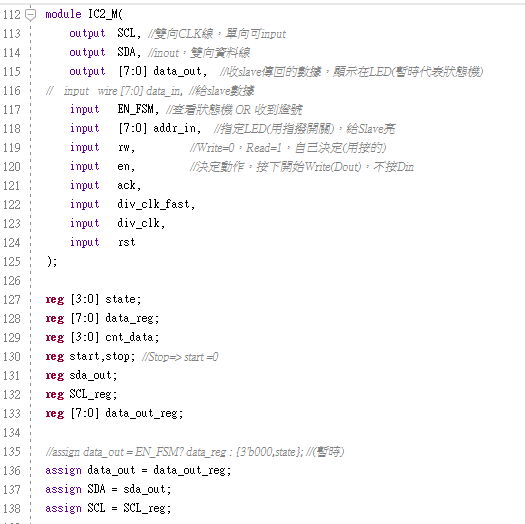 112 module IC2_M(
113 output SCL, //雙向CLK線，單向可input
114 output SDA, //inout，雙向資料線
115 output [7:0] data_out, //收slave傳回的數據，顯示在LED(暫時代表狀態機)
116 // input wire [7:0] data_in, //給slave數據
117 input EN_FSM, //查看狀態機 OR 收到燈號
118 input [7:0] addr_in, //指定LED(用指撥開關)，給Slave亮
119 input rw, //Write=0，Read=1，自己決定(用按的)
120 input en, //決定動作，按下開始Write(Dout)，不按Din
121 input ack,
122 input div_clk_fast,
123 input div_clk,
124 input rst
125 );
126
127 reg [3:0] state;
128 reg [7:0] data_reg;
129 reg [3:0] cnt_data;
130 reg start,stop; //Stop=> start =0
131 reg sda_out;
132 reg SCL_reg;
133 reg [7:0] data_out_reg;
134
135 //assign data_out = EN_FSM? data_reg : {3'b000,state}; //(暫時)
136 assign data_out = data_out_reg;
137 assign SDA = sda_out;
138 assign SCL = SCL_reg;